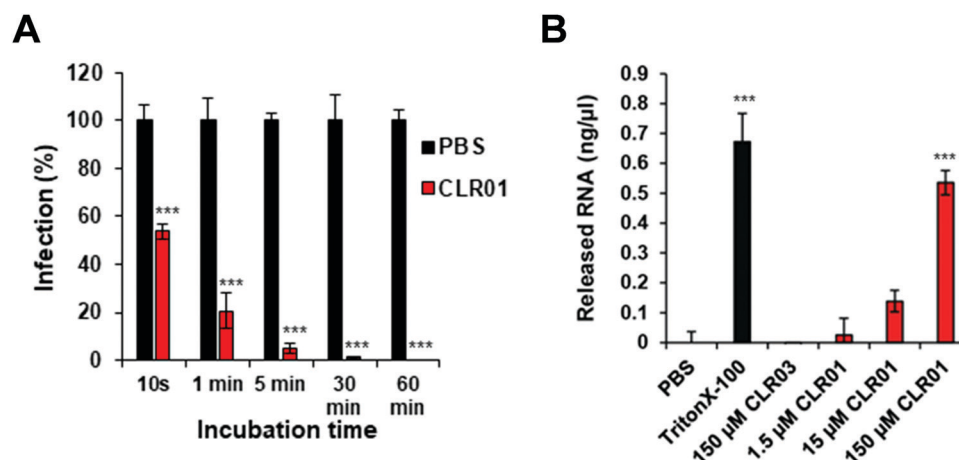 A
Infection (%)
120
100
80
60
40
20
0
***
***
***
***
***
PBS
CLR01
10s
1 min
5 min
30 min
60 min
Incubation time
B
Released RNA (ng/µl)
0.9
0.8
0.7
0.6
0.5
0.4
0.3
0.2
0.1
0
***
***
PBS
TritonX-100
150 µM CLR03
1.5 µM CLR01
15 µM CLR01
150 µM CLR01